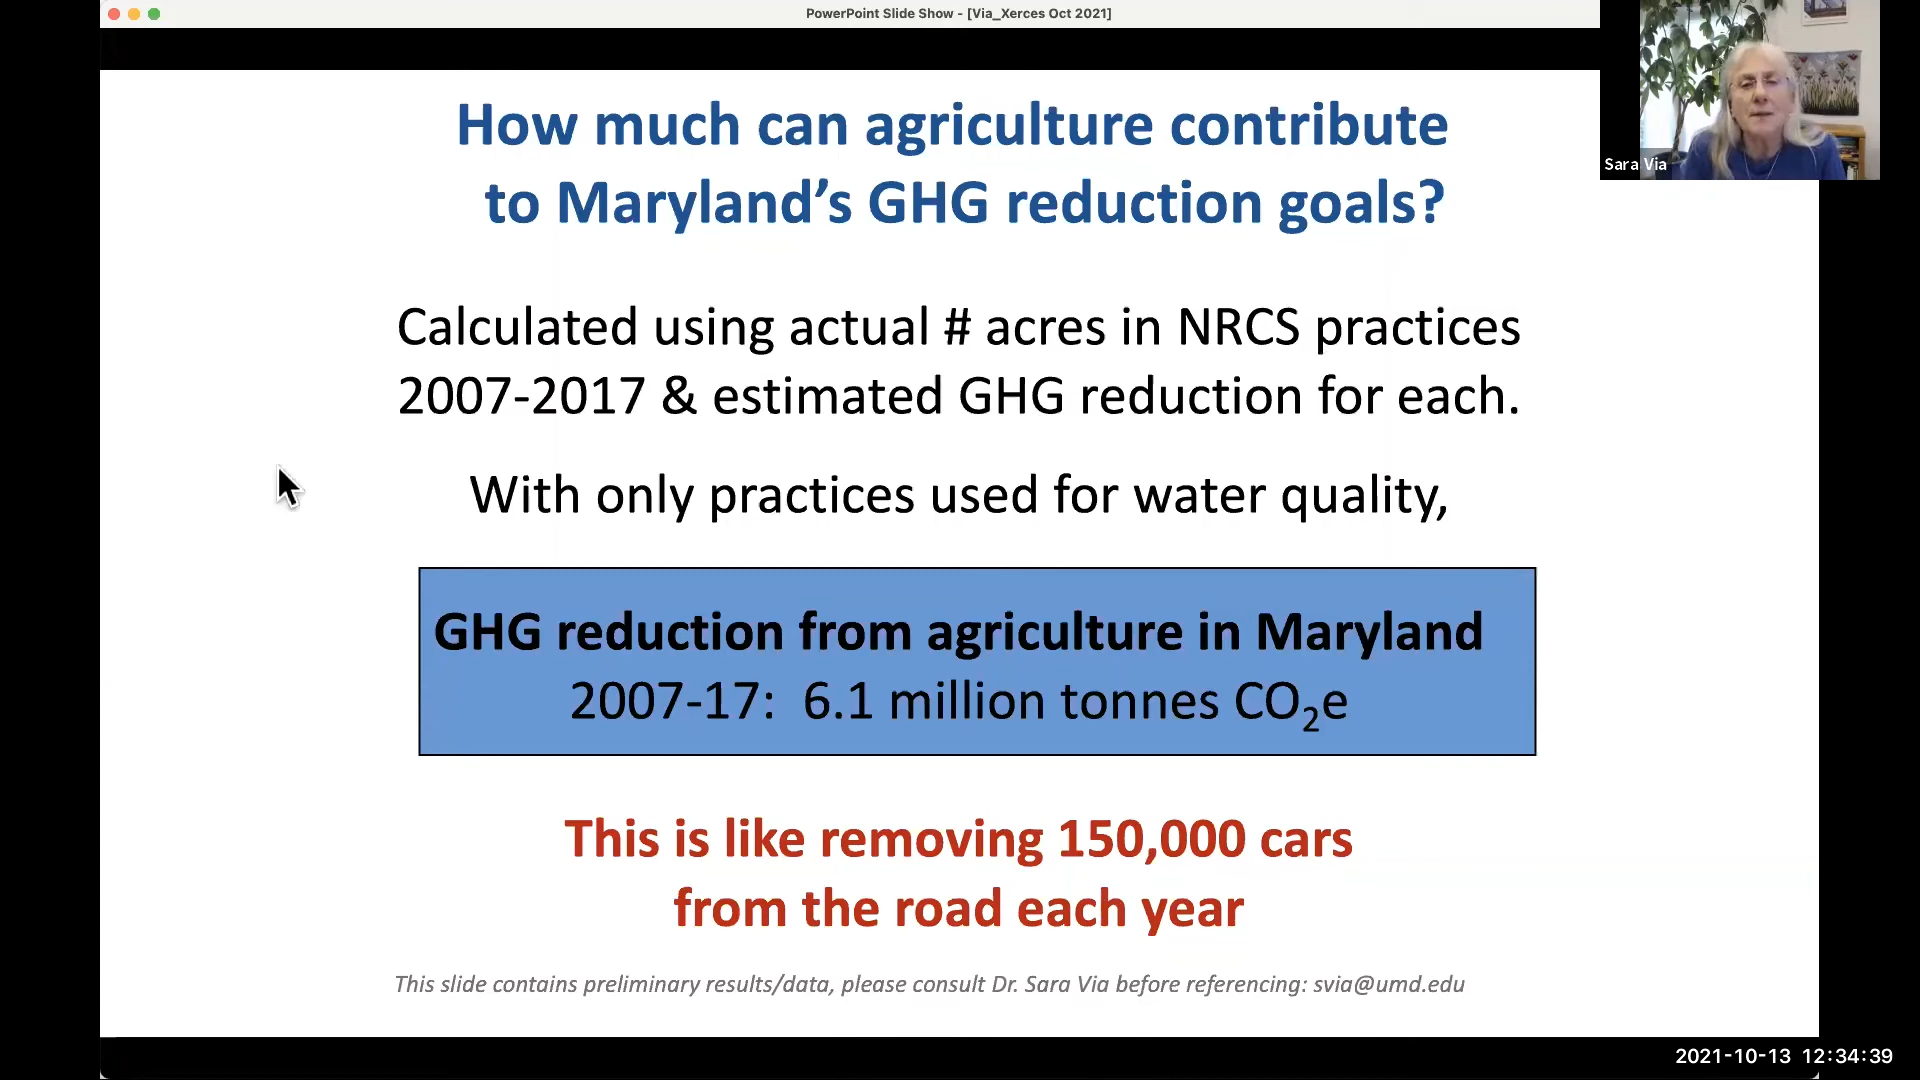 PowerPoint Slide Show - [Via_Xerces Oct 2021]
Sara Via
How much can agriculture contribute
to Maryland’s GHG reduction goals?
Calculated using actual # acres in NRCS practices
2007-2017 & estimated GHG reduction for each.
With only practices used for water quality,
GHG reduction from agriculture in Maryland
2007-17: 6.1 million tonnes CO₂e
This is like removing 150,000 cars
from the road each year
This slide contains preliminary results/data, please consult Dr. Sara Via before referencing: svia@umd.edu
2021-10-13 12:34:39